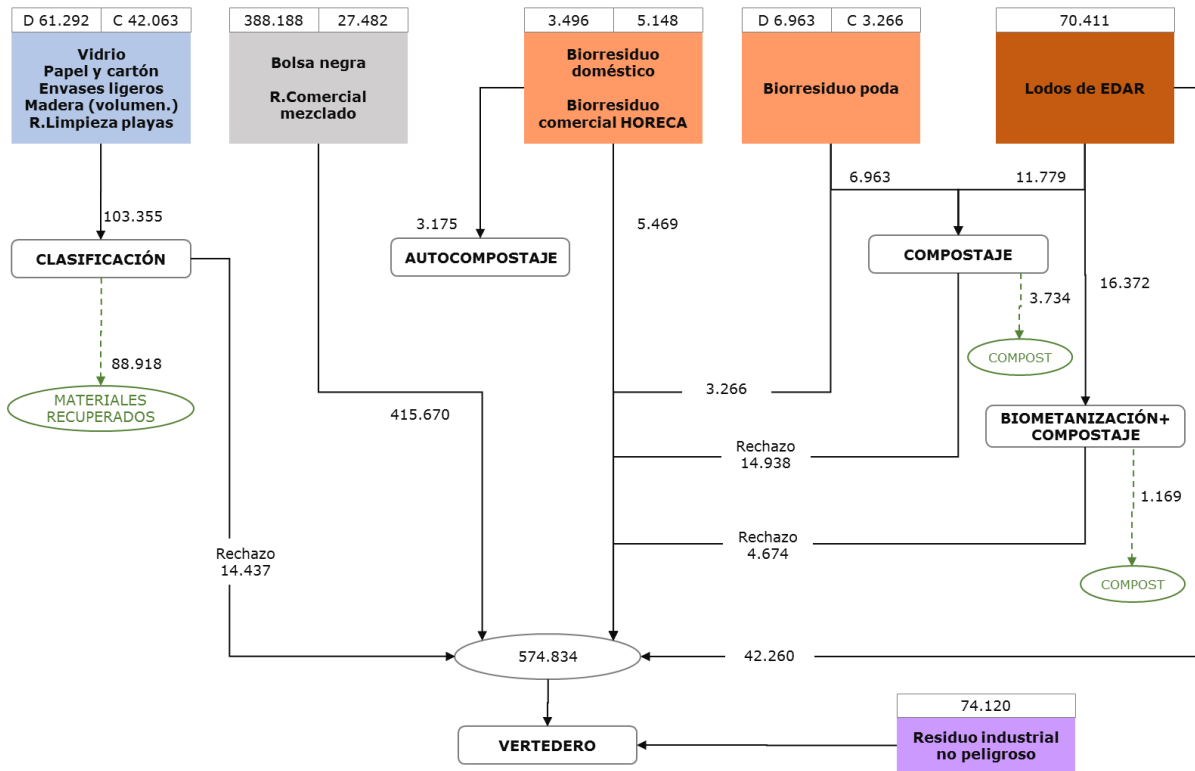 D 61.292 C 42.063
Vidrio
Papel y cartón
Envases ligeros
Madera (volumen.)
R.Limpieza playas
388.188 27.482
Bolsa negra
R.Comercial
mezclado
3.496 5.148
Biorresiduo
doméstico
Biorresiduo
comercial HORECA
D 6.963 C 3.266
Biorresiduo poda
70.411
Lodos de EDAR
103.355
3.175
5.469
6.963
11.779
CLASIFICACIÓN
AUTOCOMPOSTAJE
COMPOSTAJE
16.372
3.734
COMPOST
88.918
MATERIALES
RECUPERADOS
415.670
3.266
BIOMETANIZACIÓN+
COMPOSTAJE
Rechazo
14.938
1.169
Rechazo
14.437
Rechazo
4.674
COMPOST
574.834
42.260
74.120
Residuo industrial
no peligroso
VERTEDERO